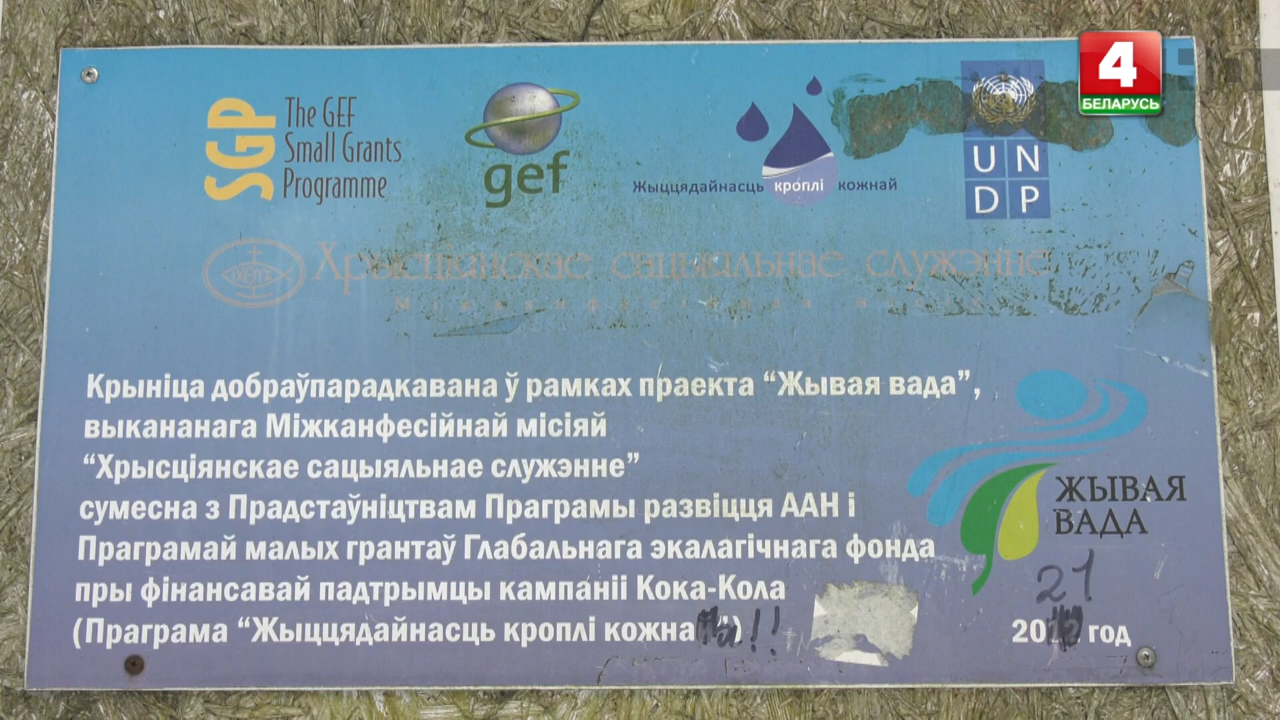 4
БЕЛАРУСЬ
SGP
The GEF
Small Grants
Programme
gef
Жыццядайнасць кроплі кожнай
UN
DP
Хрысціянскае сацыяльнае служэнне
Крыніца добраўпарадкавана ў рамках праекта “Жывая вада”,
выкананага Міжканфесійнай місіяй
“Хрысціянскае сацыяльнае служэнне”
сумесна з Прадстаўніцтвам Праграмы развіцця ААН і
Праграмай малых грантаў Глабальнага экалагічнага фонда
пры фінансавай падтрымцы кампаніі Кока-Кола
(Праграма “Жыццядайнасць кроплі
ЖЫВАЯ
ВАДА
21
год